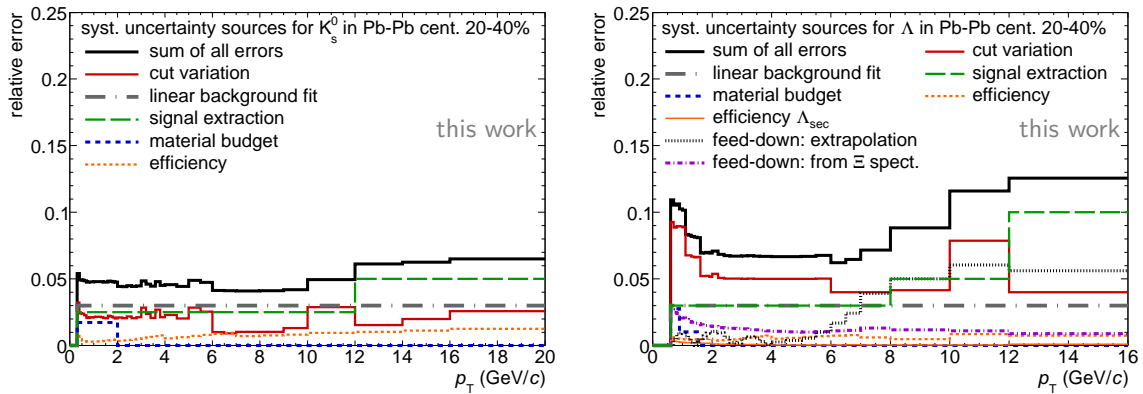 syst. uncertainty sources for K⁰ₛ in Pb-Pb cent. 20-40%
sum of all errors
cut variation
linear background fit
signal extraction
material budget
efficiency
this work
relative error
0.25
0.2
0.15
0.1
0.05
0
0 2 4 6 8 10 12 14 16 18 20
p_T (GeV/c)
syst. uncertainty sources for Λ in Pb-Pb cent. 20-40%
sum of all errors cut variation
linear background fit signal extraction
material budget efficiency
efficiency Λ_sec
feed-down: extrapolation
feed-down: from Ξ spect.
this work
relative error
0.25
0.2
0.15
0.1
0.05
0
0 2 4 6 8 10 12 14 16
p_T (GeV/c)